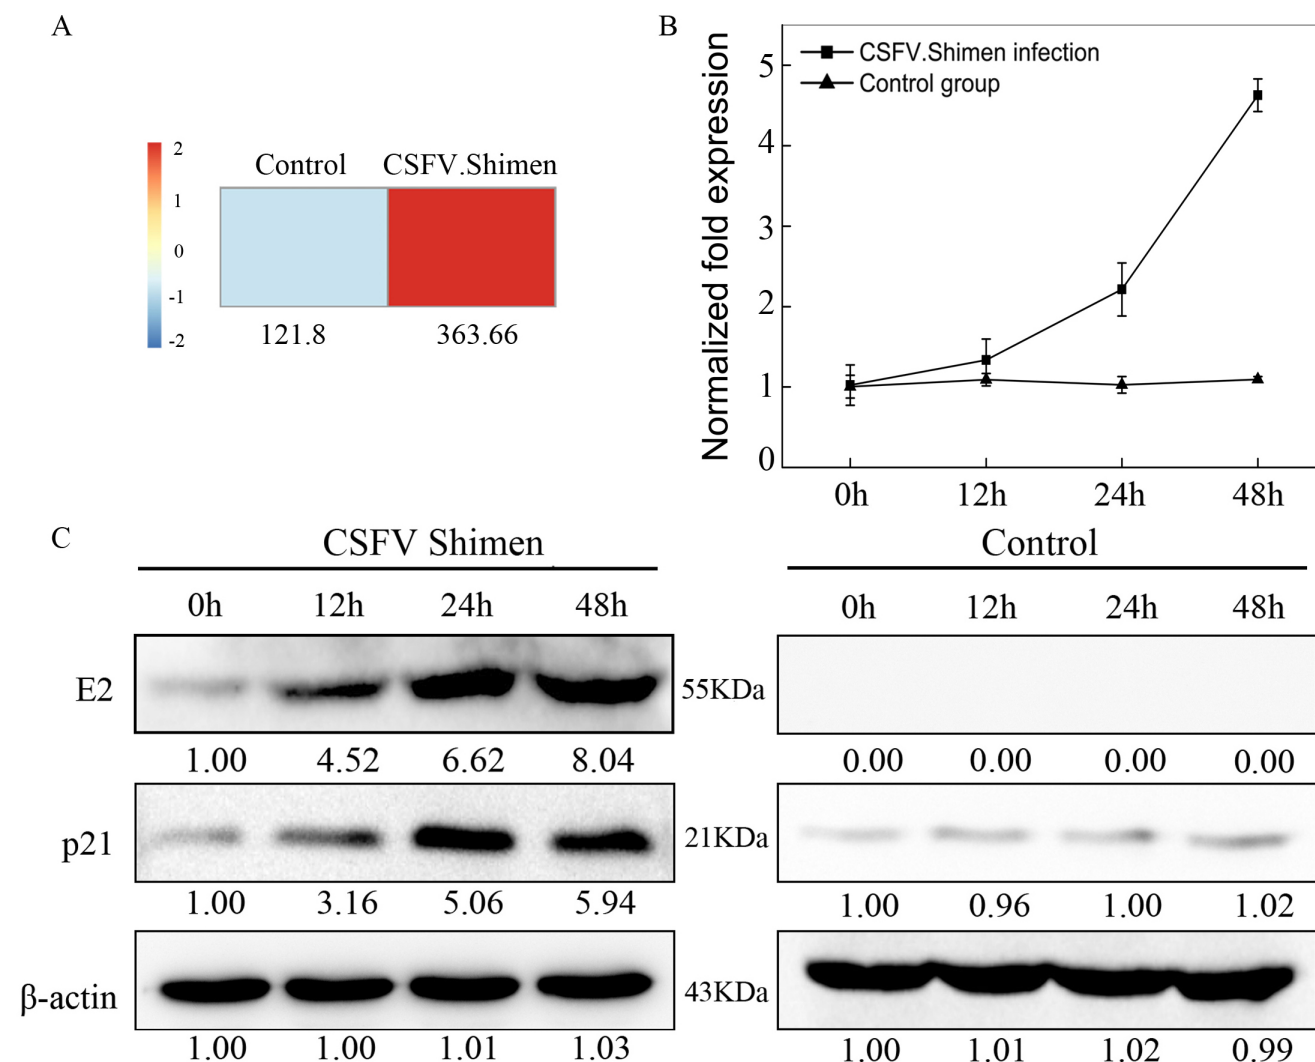 A
2
1
0
-1
-2
Control CSFV.Shimen
121.8 363.66
B
Normalized fold expression
5
4
3
2
1
0
CSFV.Shimen infection
Control group
0h 12h 24h 48h
C
CSFV Shimen
0h 12h 24h 48h
E2
55KDa
1.00 4.52 6.62 8.04
p21
21KDa
1.00 3.16 5.06 5.94
β-actin
43KDa
1.00 1.00 1.01 1.03
Control
0h 12h 24h 48h
0.00 0.00 0.00 0.00
1.00 0.96 1.00 1.02
1.00 1.01 1.02 0.99